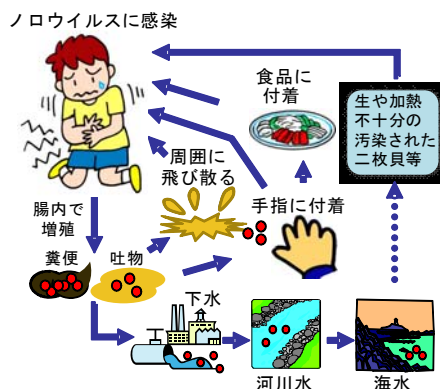 ノロウイルスに感染
食品に
付着
生や加熱
不十分の
汚染された
二枚貝等
周囲に
飛び散る
手指に付着
腸内で
増殖
糞便
吐物
下水
河川水
海水